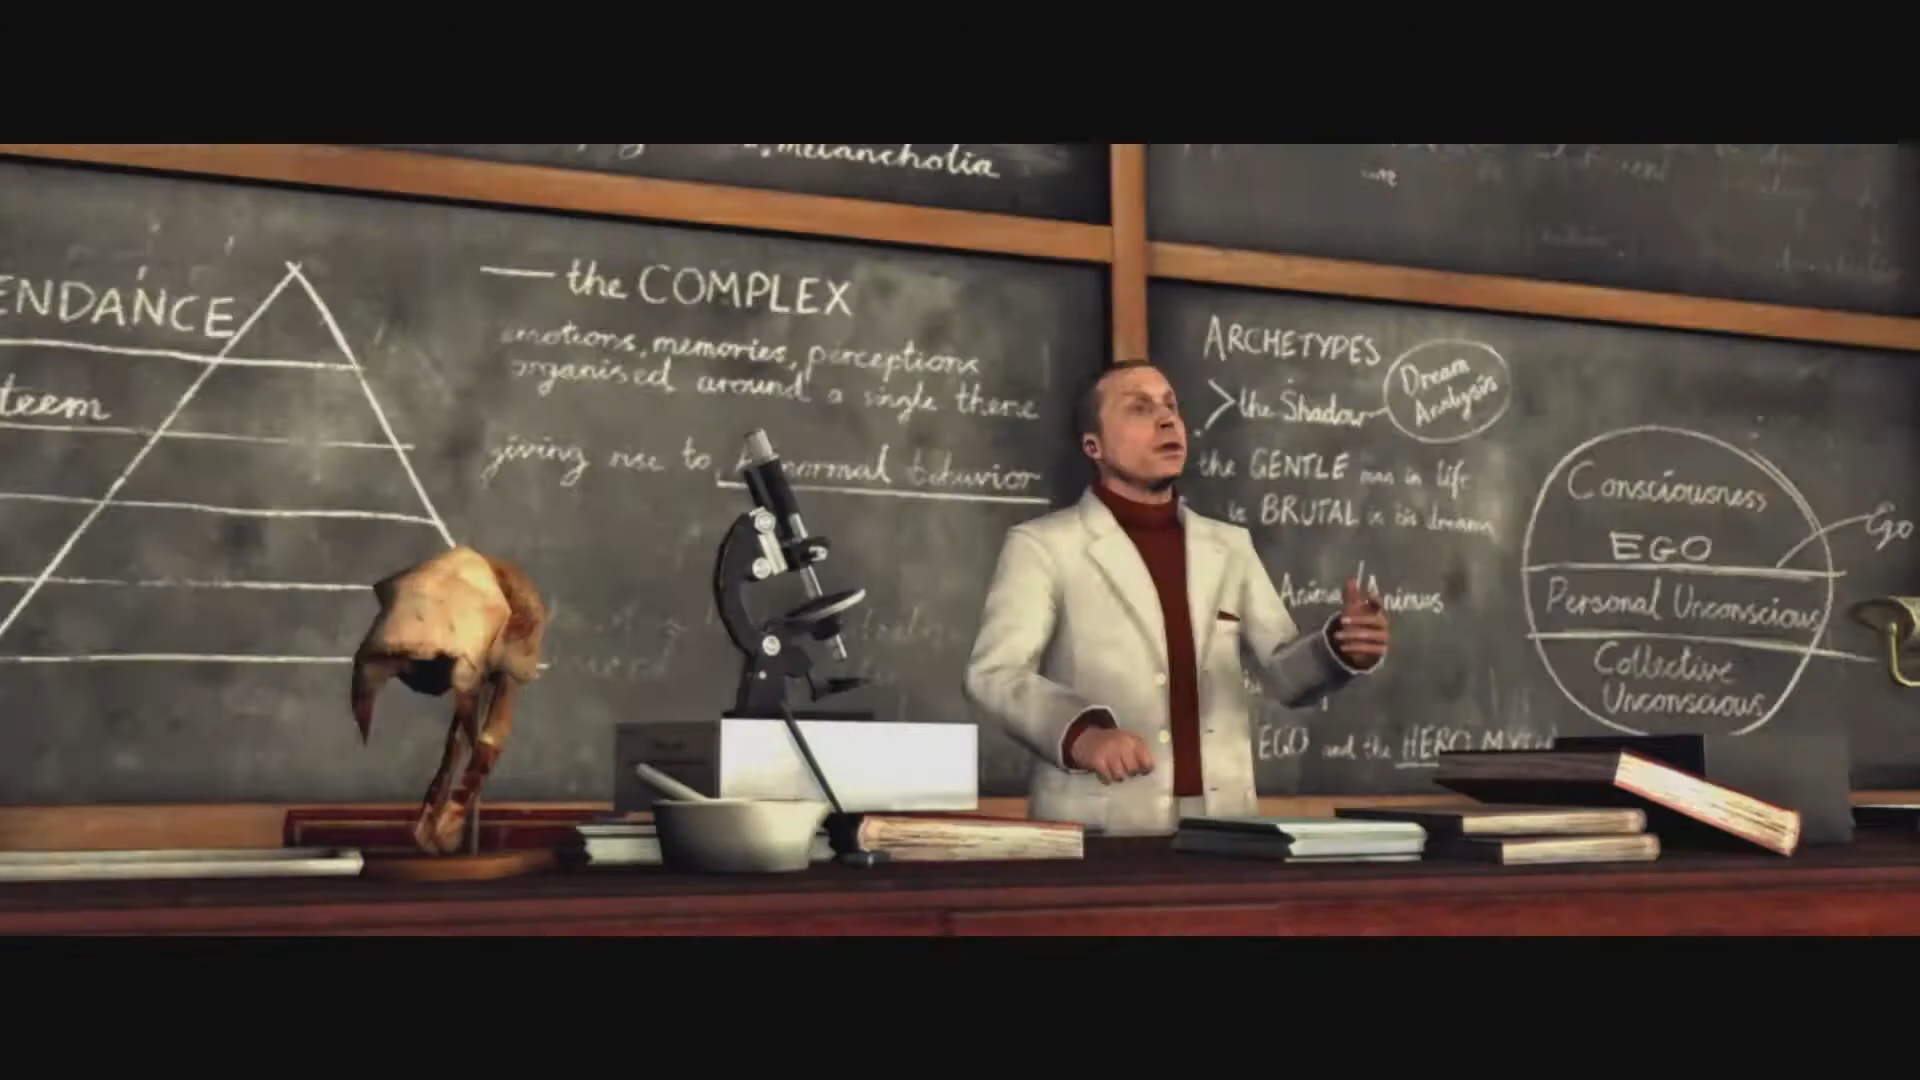 melancholia
ENDANCE
teem
the COMPLEX
emotions, memories, perceptions
organised around a single theme
giving rise to abnormal behavior
ARCHETYPES
the Shadow
Dream
Analysis
the GENTLE man in life
is BRUTAL in his dreams
Anima/Animus
EGO and the HERO MYTH
Consciousness
EGO
Personal Unconscious
Collective
Unconscious
Ego